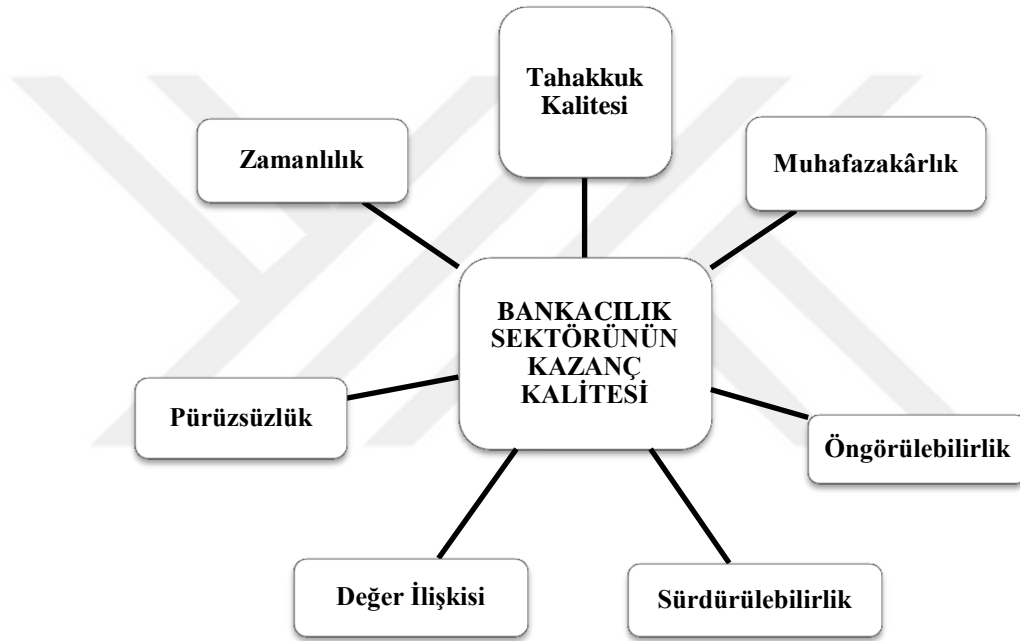 Tahakkuk
Kalitesi
Zamanlılık
Muhafazakârlık
BANKACILIK
SEKTÖRÜNÜN
KAZANÇ
KALİTESİ
Pürüzsüzlük
Öngörülebilirlik
Değer İlişkisi
Sürdürülebilirlik